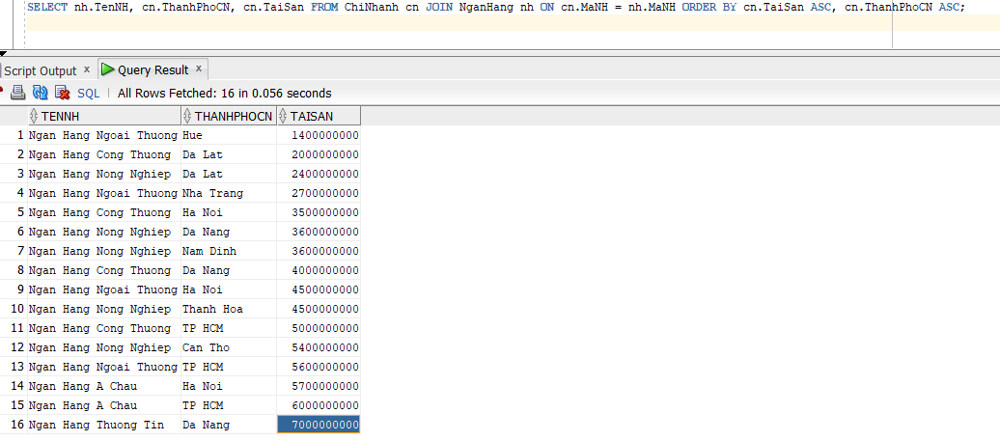 SELECT nh.TenNH, cn.ThanhPhoCN, cn.TaiSan FROM ChiNhanh cn JOIN NganHang nh ON cn.MaNH = nh.MaNH ORDER BY cn.TaiSan ASC, cn.ThanhPhoCN ASC;
Script Output x Query Result x
SQL | All Rows Fetched: 16 in 0.056 seconds
TENNH THANHPHOCN TAISAN
1 Ngan Hang Ngoai Thuong Hue 1400000000
2 Ngan Hang Cong Thuong Da Lat 2000000000
3 Ngan Hang Nong Nghiep Da Lat 2400000000
4 Ngan Hang Ngoai Thuong Nha Trang 2700000000
5 Ngan Hang Cong Thuong Ha Noi 3500000000
6 Ngan Hang Nong Nghiep Da Nang 3600000000
7 Ngan Hang Nong Nghiep Nam Dinh 3600000000
8 Ngan Hang Cong Thuong Da Nang 4000000000
9 Ngan Hang Ngoai Thuong Ha Noi 4500000000
10 Ngan Hang Nong Nghiep Thanh Hoa 4500000000
11 Ngan Hang Cong Thuong TP HCM 5000000000
12 Ngan Hang Nong Nghiep Can Tho 5400000000
13 Ngan Hang Ngoai Thuong TP HCM 5600000000
14 Ngan Hang A Chau Ha Noi 5700000000
15 Ngan Hang A Chau TP HCM 6000000000
16 Ngan Hang Thuong Tin Da Nang 7000000000